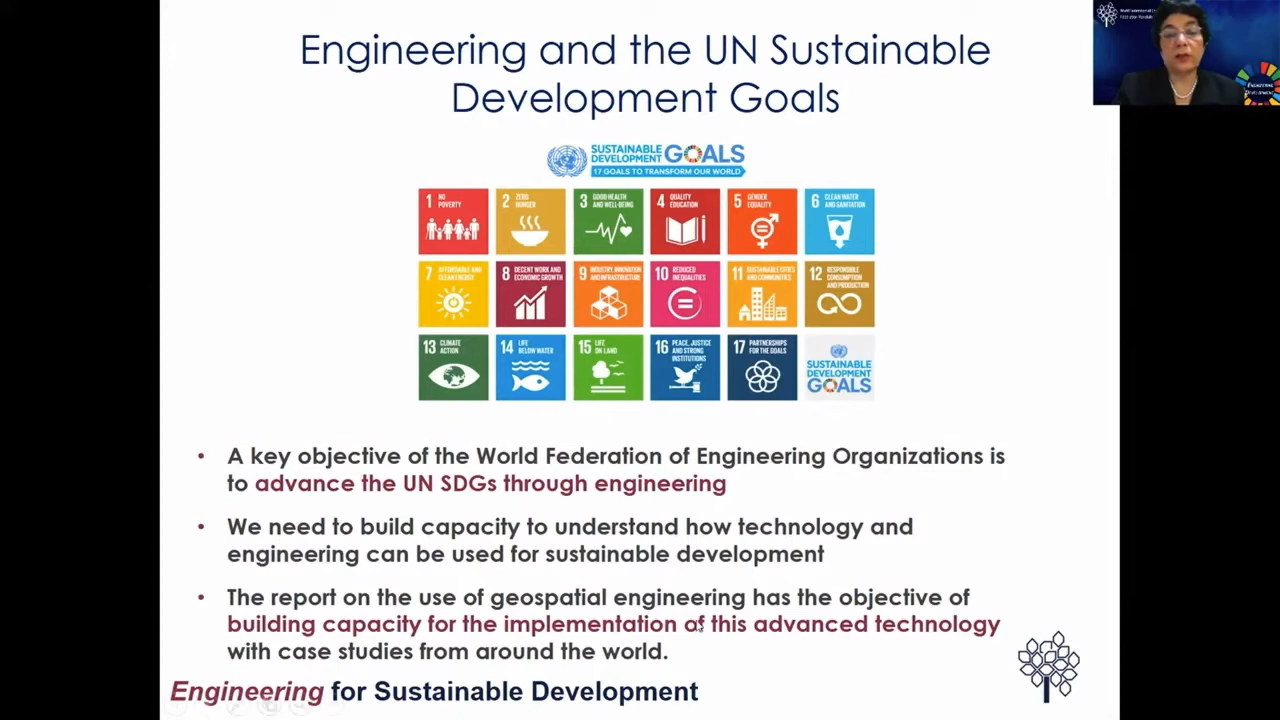 Engineering and the UN Sustainable
Development Goals
SUSTAINABLE
DEVELOPMENT GOALS
17 GOALS TO TRANSFORM OUR WORLD
1 NO
POVERTY
2 ZERO
HUNGER
3 GOOD HEALTH
AND WELL-BEING
4 QUALITY
EDUCATION
5 GENDER
EQUALITY
6 CLEAN WATER
AND SANITATION
7 AFFORDABLE AND
CLEAN ENERGY
8 DECENT WORK AND
ECONOMIC GROWTH
9 INDUSTRY, INNOVATION
AND INFRASTRUCTURE
10 REDUCED
INEQUALITIES
11 SUSTAINABLE CITIES
AND COMMUNITIES
12 RESPONSIBLE
CONSUMPTION
AND PRODUCTION
13 CLIMATE
ACTION
14 LIFE
BELOW WATER
15 LIFE
ON LAND
16 PEACE, JUSTICE
AND STRONG
INSTITUTIONS
17 PARTNERSHIPS
FOR THE GOALS
SUSTAINABLE
DEVELOPMENT
GOALS
• A key objective of the World Federation of Engineering Organizations is
to advance the UN SDGs through engineering
• We need to build capacity to understand how technology and
engineering can be used for sustainable development
• The report on the use of geospatial engineering has the objective of
building capacity for the implementation of this advanced technology
with case studies from around the world.
Engineering for Sustainable Development